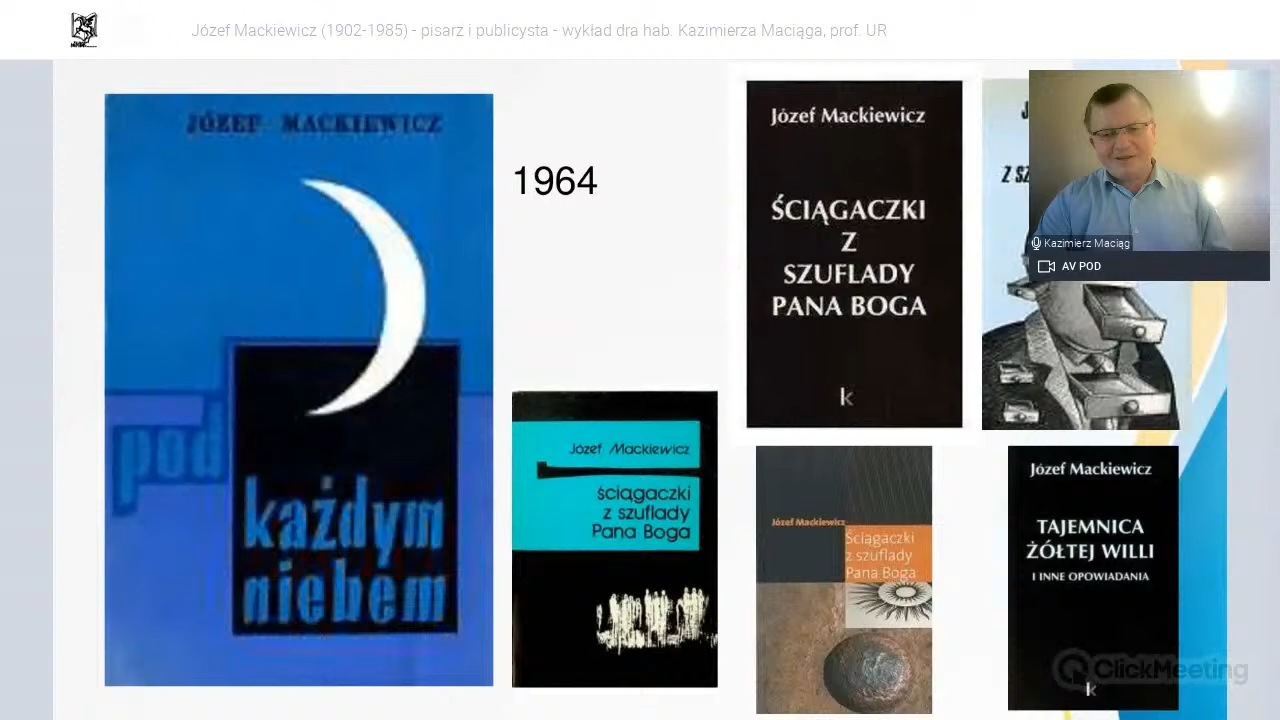 Józef Mackiewicz (1902-1985) - pisarz i publicysta - wykład dra hab. Kazimierza Maciąga, prof. UR
JÓZEF MACKIEWICZ
pod
każdym
niebem
1964
Józef Mackiewicz
ściągaczki
z szuflady
Pana Boga
Józef Mackiewicz
ŚCIĄGACZKI
Z
SZUFLADY
PANA BOGA
k
J
Z SZ
Kazimierz Maciąg
AV POD
Józef Mackiewicz
Ściągaczki
z szuflady
Pana Boga
Józef Mackiewicz
TAJEMNICA
ŻÓŁTEJ WILLI
I INNE OPOWIADANIA
k
ClickMeeting